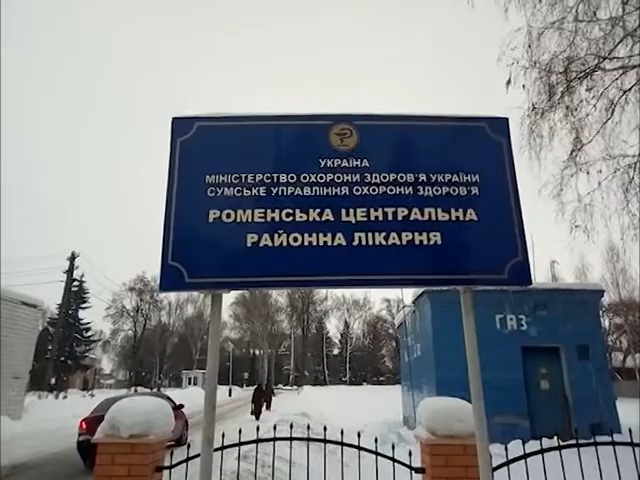 УКРАЇНА
МІНІСТЕРСТВО ОХОРОНИ ЗДОРОВ'Я УКРАЇНИ
СУМСЬКЕ УПРАВЛІННЯ ОХОРОНИ ЗДОРОВ'Я
РОМЕНСЬКА ЦЕНТРАЛЬНА
РАЙОННА ЛІКАРНЯ
ГАЗ